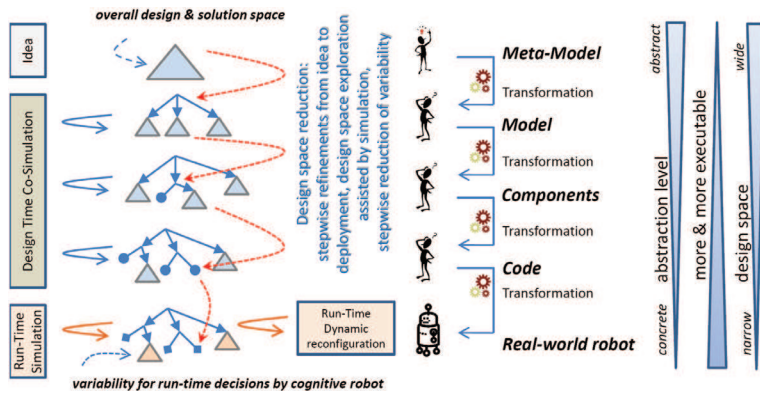 overall design & solution space
Idea
Design Time Co-Simulation
Run-Time
Simulation
Design space reduction:
stepwise refinements from idea to
deployment, design space exploration
assisted by simulation,
stepwise reduction of variability
Run-Time
Dynamic
reconfiguration
variability for run-time decisions by cognitive robot
Meta-Model
Transformation
Model
Transformation
Components
Transformation
Code
Transformation
Real-world robot
abstract
abstraction level
concrete
more & more executable
wide
design space
narrow